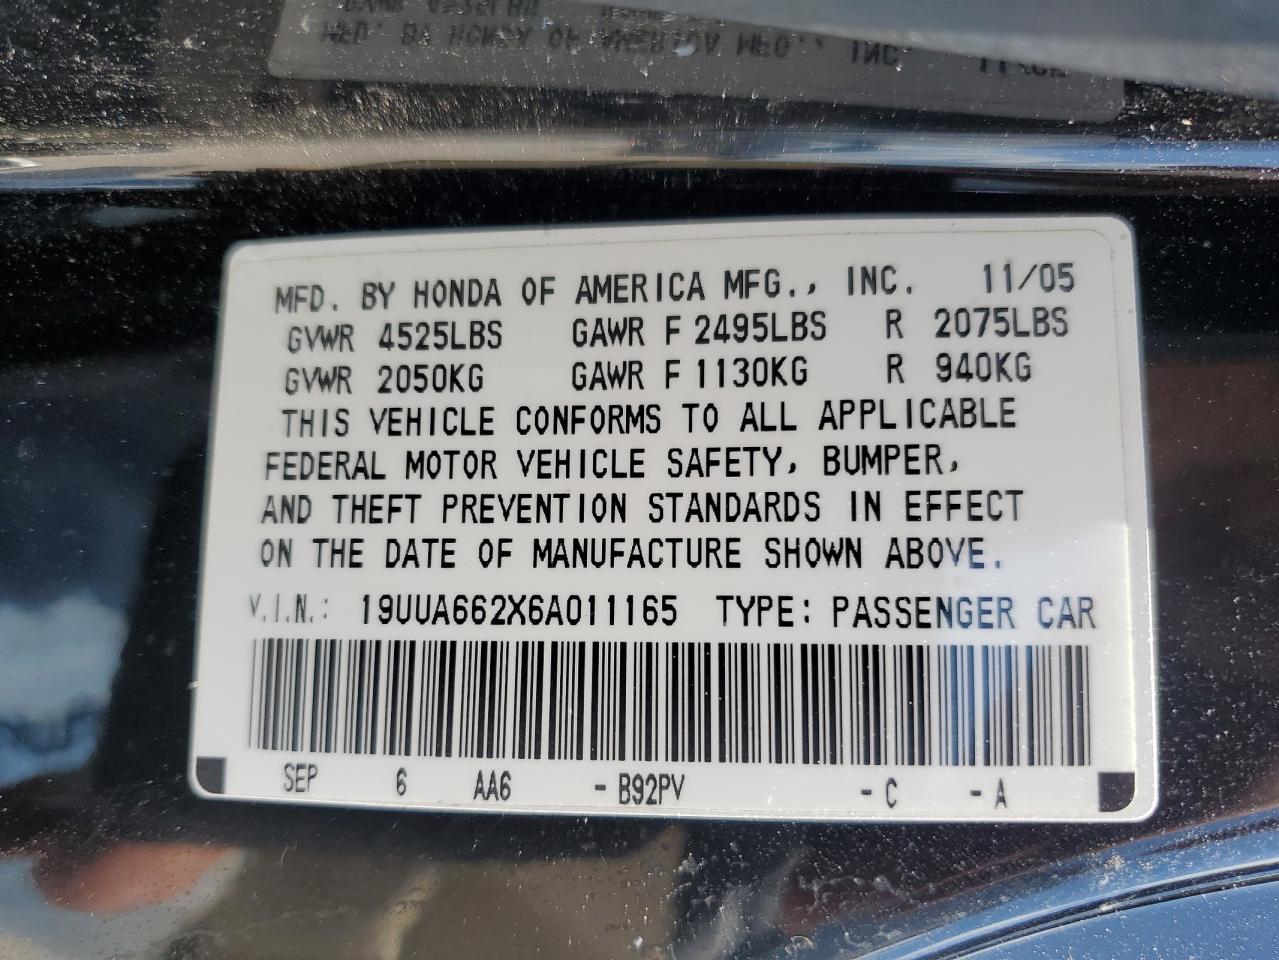 MFD. BY HONDA OF AMERICA MFG., INC. 11/05
GVWR 4525LBS GAWR F 2495LBS R 2075LBS
GVWR 2050KG GAWR F 1130KG R 940KG
THIS VEHICLE CONFORMS TO ALL APPLICABLE
FEDERAL MOTOR VEHICLE SAFETY, BUMPER,
AND THEFT PREVENTION STANDARDS IN EFFECT
ON THE DATE OF MANUFACTURE SHOWN ABOVE.
V.I.N.: 19UUA662X6A011165 TYPE: PASSENGER CAR
SEP 6 AA6 - B92PV - C - A